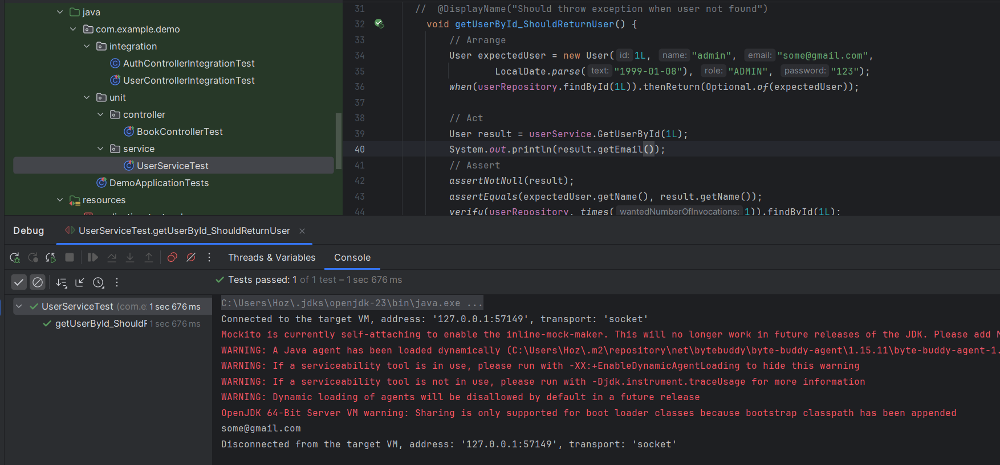 java
com.example.demo
integration
AuthControllerIntegrationTest
UserControllerIntegrationTest
unit
controller
BookControllerTest
service
UserServiceTest
DemoApplicationTests
resources
31 // @DisplayName("Should throw exception when user not found")
32 void getUserById_ShouldReturnUser() {
33 // Arrange
34 User expectedUser = new User( id: 1L, name: "admin", email: "some@gmail.com",
35 LocalDate.parse( text: "1999-01-08"), role: "ADMIN", password: "123");
36 when(userRepository.findById(1L)).thenReturn(Optional.of(expectedUser));
37
38 // Act
39 User result = userService.GetUserById(1L);
40 System.out.println(result.getEmail());
41 // Assert
42 assertNotNull(result);
43 assertEquals(expectedUser.getName(), result.getName());
44 verify(userRepository, times( wantedNumberOfInvocations: 1)).findById(1L);
Debug UserServiceTest.getUserById_ShouldReturnUser
Threads & Variables Console
Tests passed: 1 of 1 test – 1 sec 676 ms
UserServiceTest (com.e 1 sec 676 ms
getUserById_Should 1 sec 676 ms
C:\Users\Hoz\.jdks\openjdk-23\bin\java.exe ...
Connected to the target VM, address: '127.0.0.1:57149', transport: 'socket'
Mockito is currently self-attaching to enable the inline-mock-maker. This will no longer work in future releases of the JDK. Please add M
WARNING: A Java agent has been loaded dynamically (C:\Users\Hoz\.m2\repository\net\bytebuddy\byte-buddy-agent\1.15.11\byte-buddy-agent-1.
WARNING: If a serviceability tool is in use, please run with -XX:+EnableDynamicAgentLoading to hide this warning
WARNING: If a serviceability tool is not in use, please run with -Djdk.instrument.traceUsage for more information
WARNING: Dynamic loading of agents will be disallowed by default in a future release
OpenJDK 64-Bit Server VM warning: Sharing is only supported for boot loader classes because bootstrap classpath has been appended
some@gmail.com
Disconnected from the target VM, address: '127.0.0.1:57149', transport: 'socket'